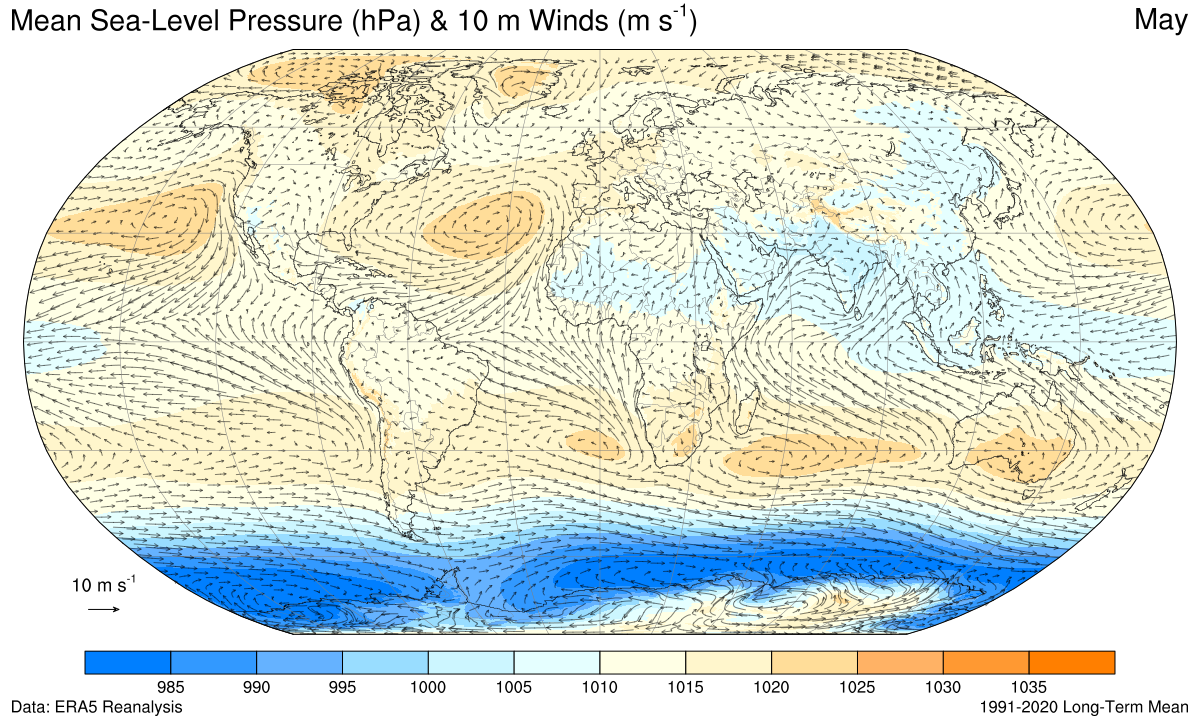 Mean Sea-Level Pressure (hPa) & 10 m Winds (m s⁻¹)
May
10 m s⁻¹
985 990 995 1000 1005 1010 1015 1020 1025 1030 1035
Data: ERA5 Reanalysis
1991-2020 Long-Term Mean